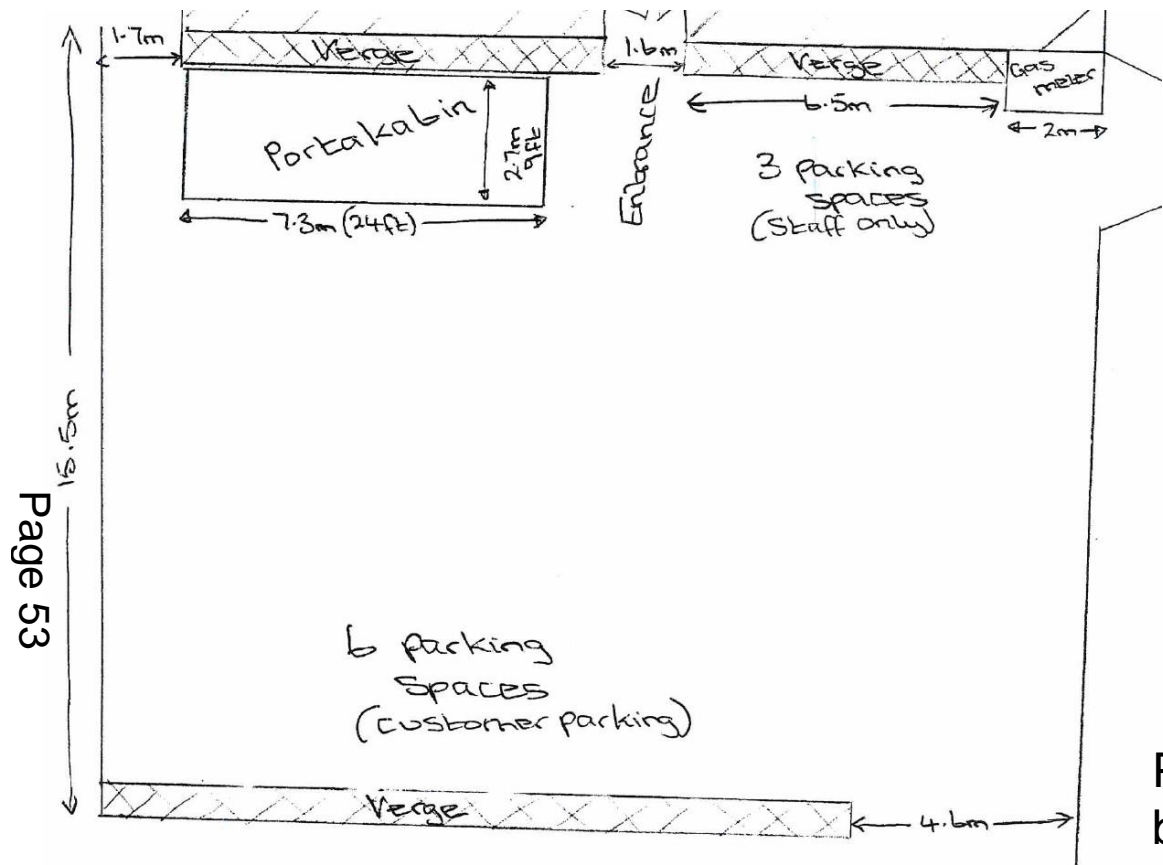 1.7m
Verge
1.6m
Verge
Gas
meter
6.5m
2m
Portakabin
2.7m
9ft
7.3m (24ft)
Entrance
3 parking
spaces
(Staff only)
15.5m
Page 53
6 parking
spaces
(customer parking)
Verge
4.6m